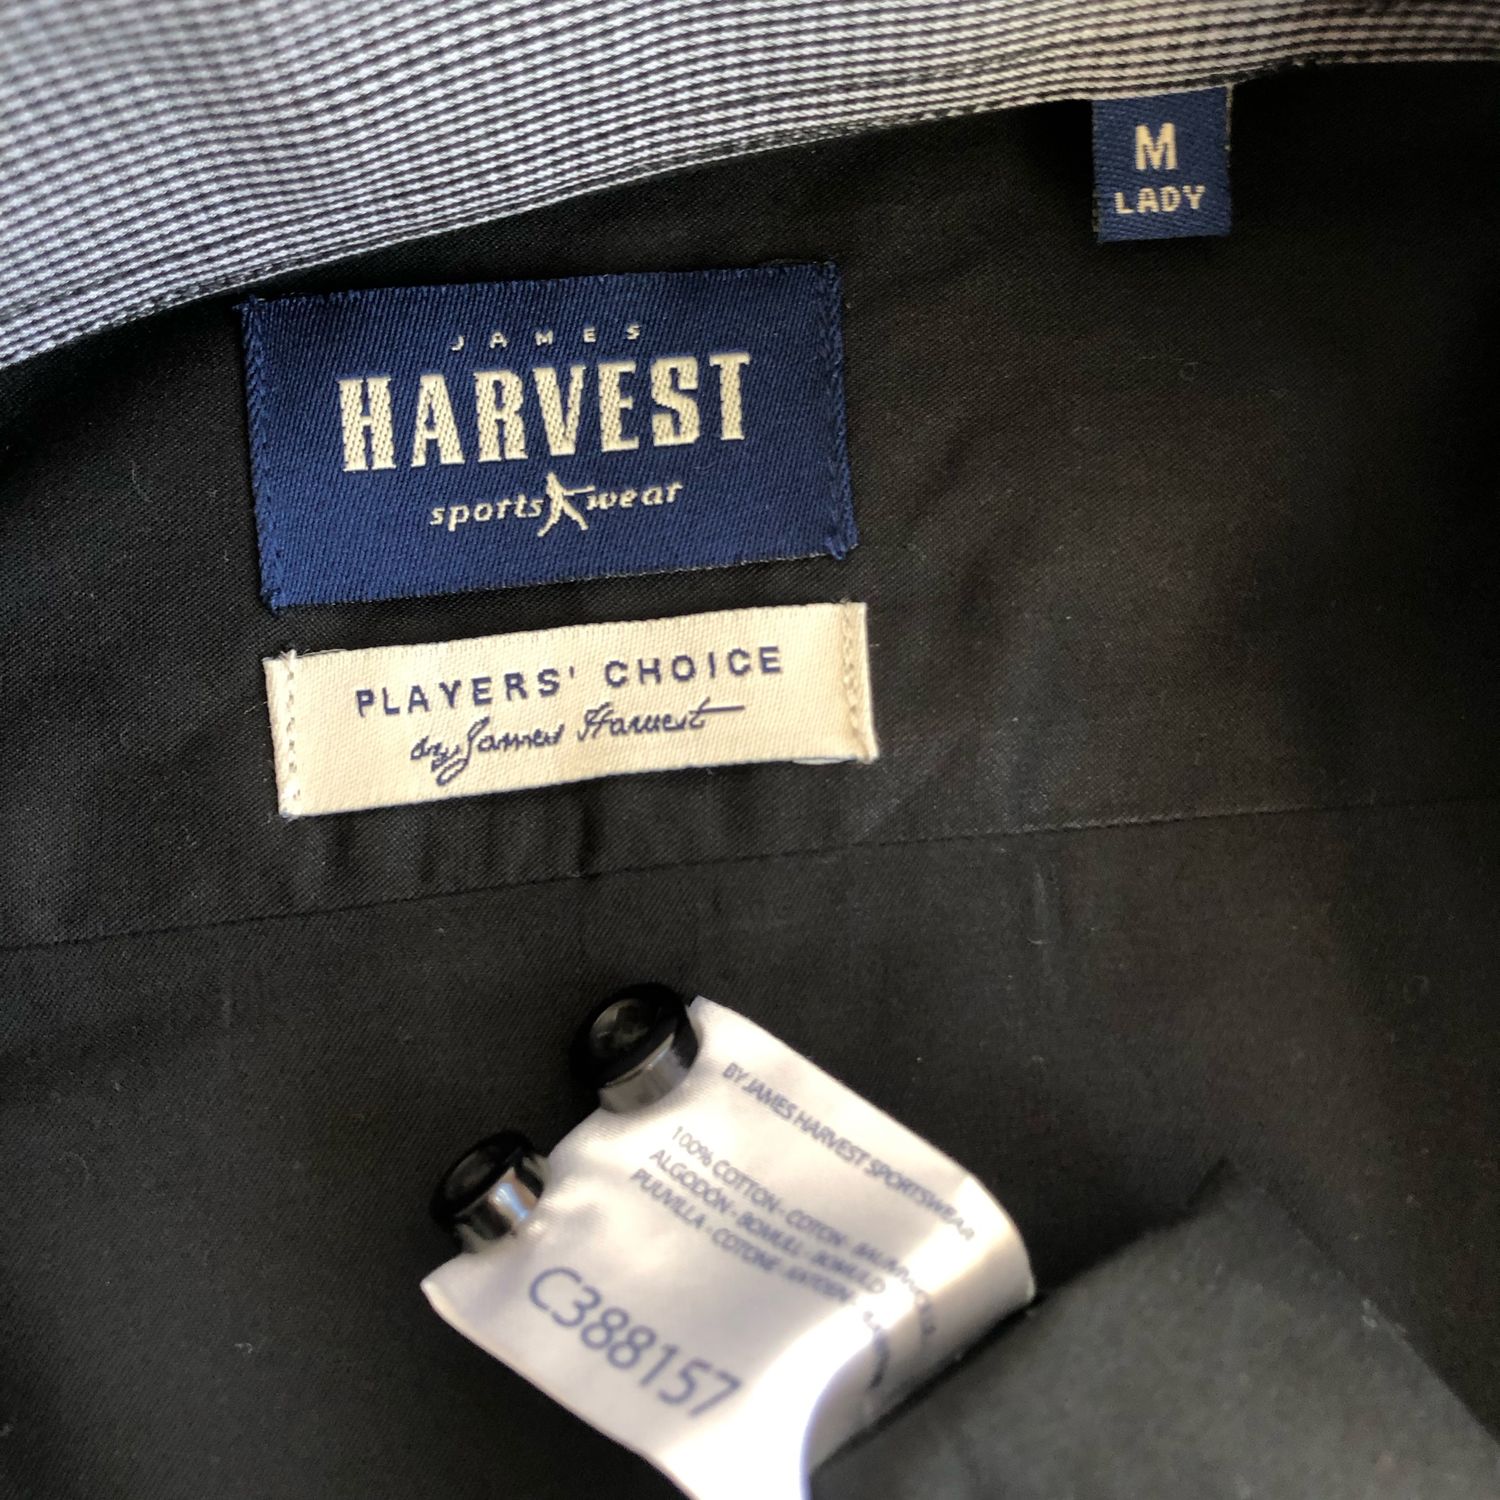 M
LADY
JAMES
HARVEST
sports wear
PLAYERS' CHOICE
by James Harvest
BY JAMES HARVEST SPORTSWEAR
100% COTTON - COTON -
ALGODÓN - BOMULL - BOMULD
PUUVILLA - COTONE -
C388157